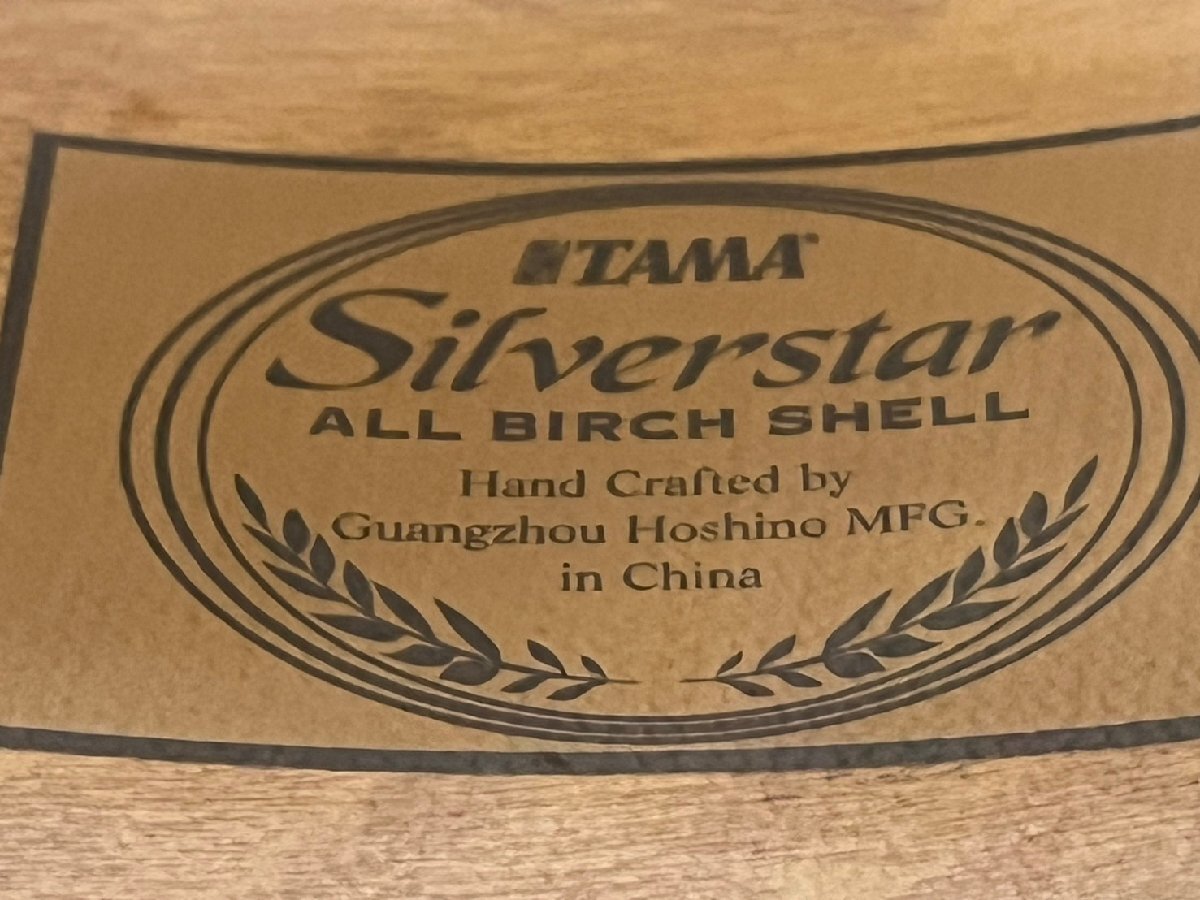 TAMA
Silverstar
ALL BIRCH SHELL
Hand Crafted by
Guangzhou Hoshino MFG.
in China